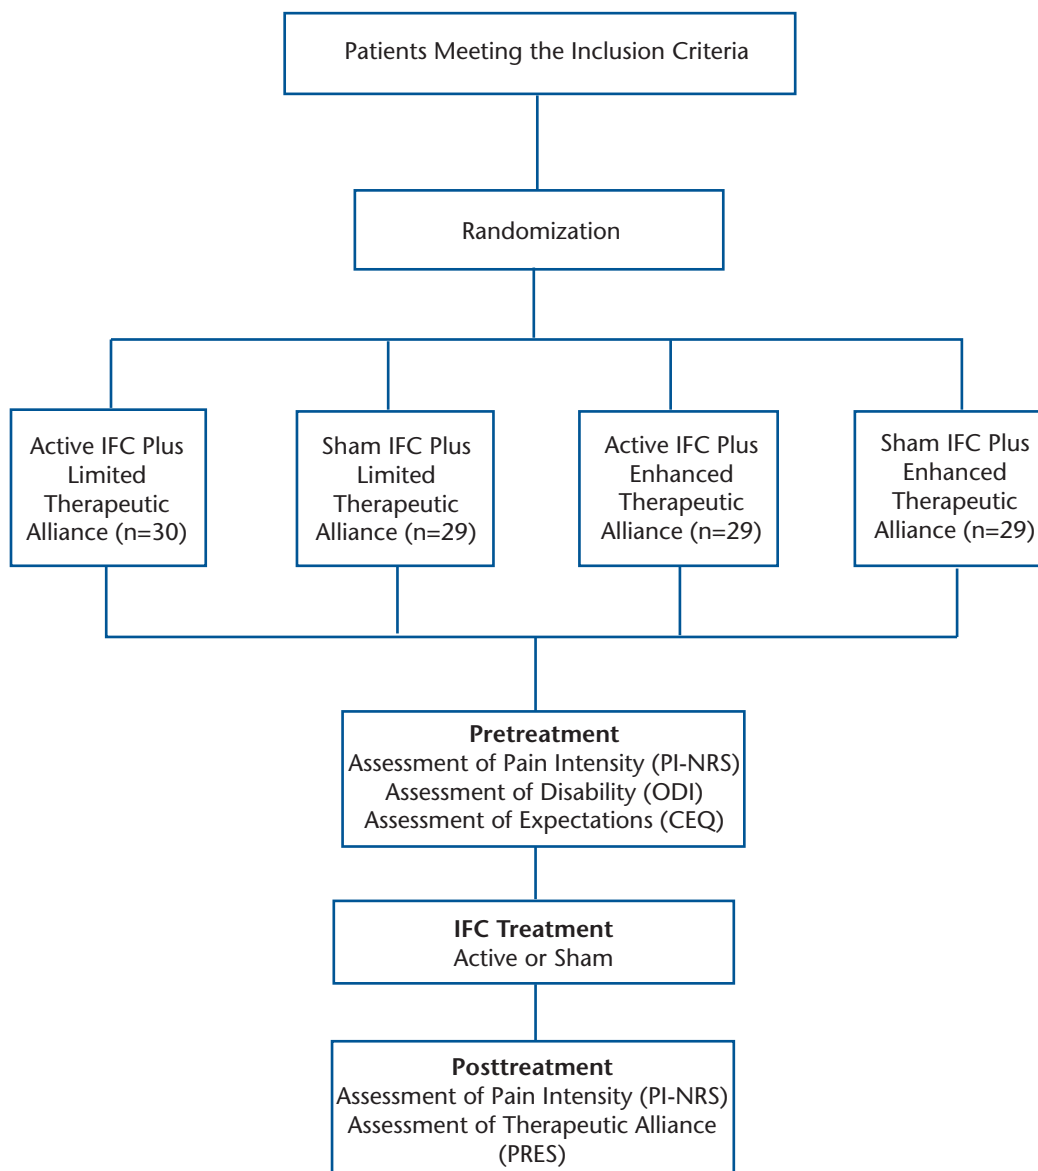 Patients Meeting the Inclusion Criteria
Randomization
Active IFC Plus
Limited
Therapeutic
Alliance (n=30)
Sham IFC Plus
Limited
Therapeutic
Alliance (n=29)
Active IFC Plus
Enhanced
Therapeutic
Alliance (n=29)
Sham IFC Plus
Enhanced
Therapeutic
Alliance (n=29)
Pretreatment
Assessment of Pain Intensity (PI-NRS)
Assessment of Disability (ODI)
Assessment of Expectations (CEQ)
IFC Treatment
Active or Sham
Posttreatment
Assessment of Pain Intensity (PI-NRS)
Assessment of Therapeutic Alliance
(PRES)